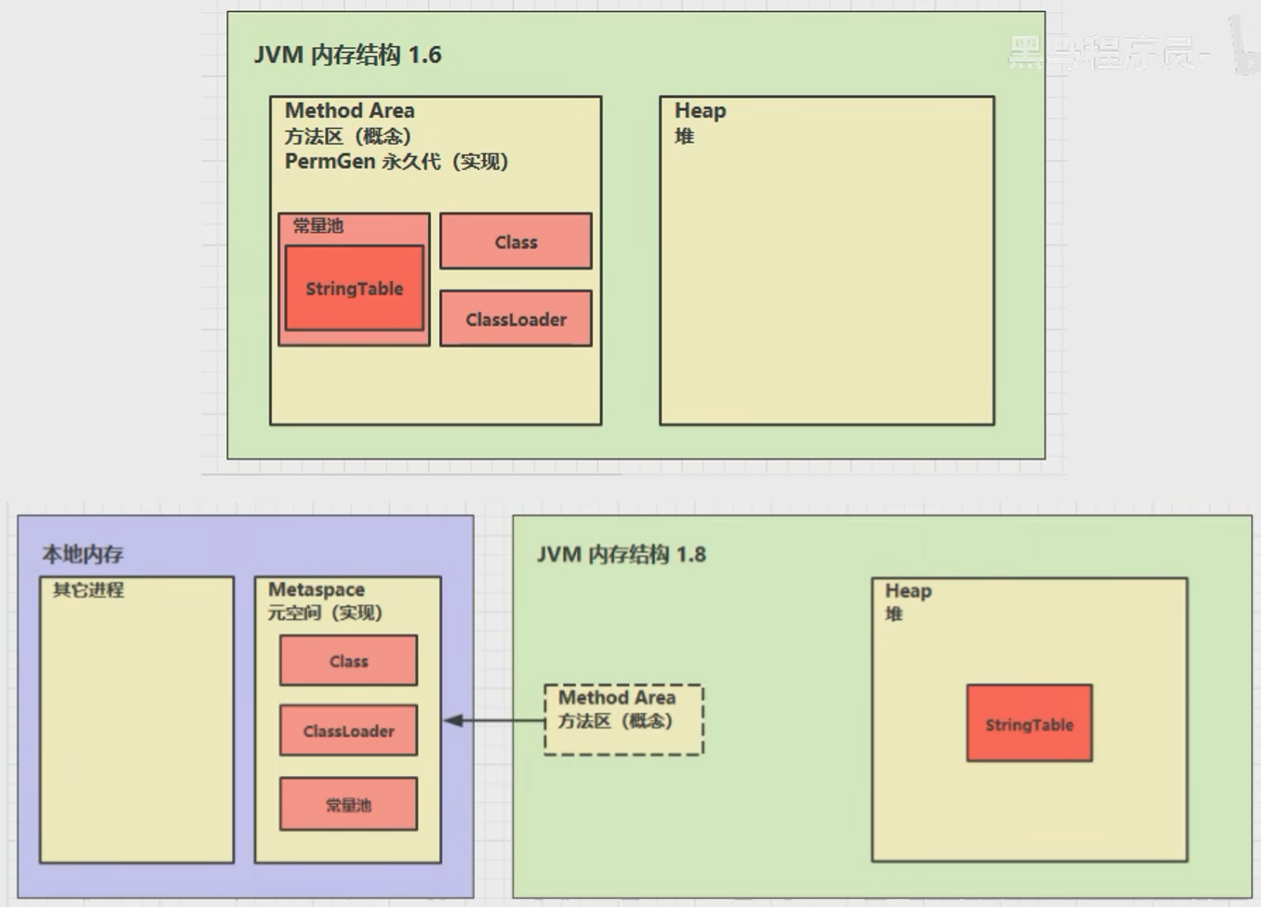 JVM 内存结构 1.6
黑马程序员-
Method Area
方法区（概念）
PermGen 永久代（实现）
常量池
StringTable
Class
ClassLoader
Heap
堆
本地内存
其它进程
Metaspace
元空间（实现）
Class
ClassLoader
常量池
JVM 内存结构 1.8
Method Area
方法区（概念）
Heap
堆
StringTable